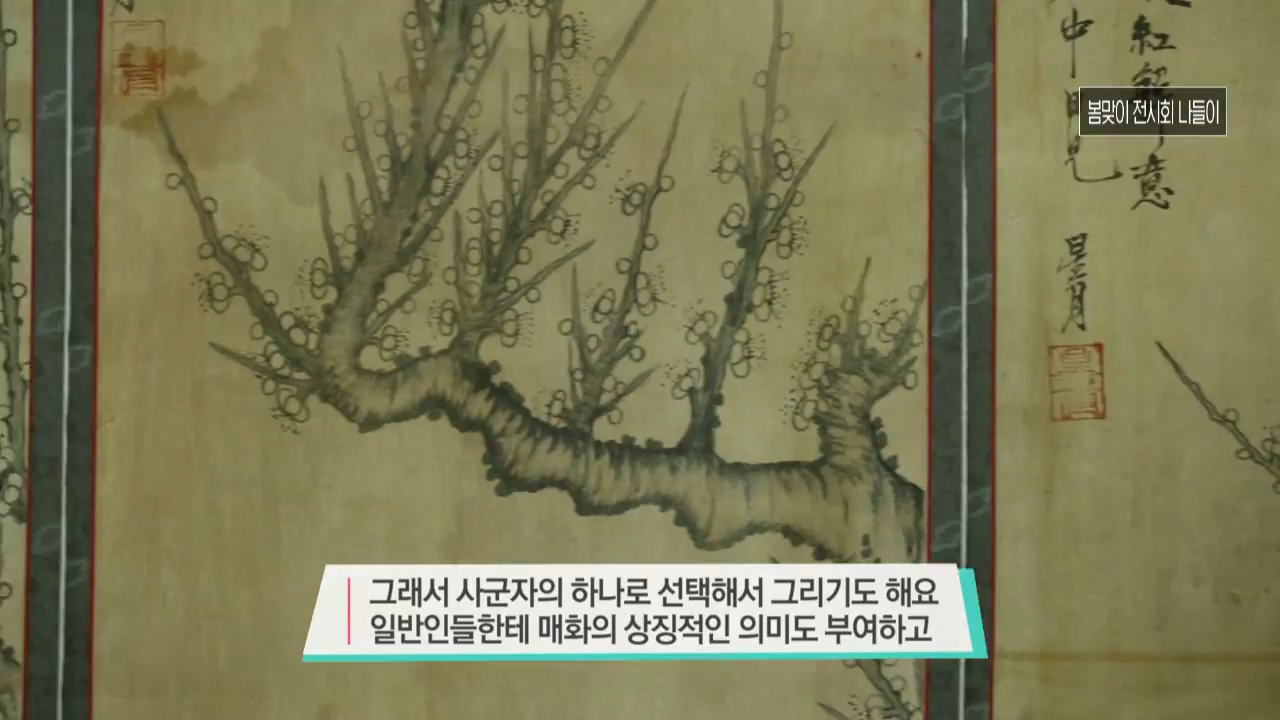 봄맞이 전시회 나들이
紅
意
中
月
그래서 사군자의 하나로 선택해서 그리기도 해요
일반인들한테 매화의 상징적인 의미도 부여하고